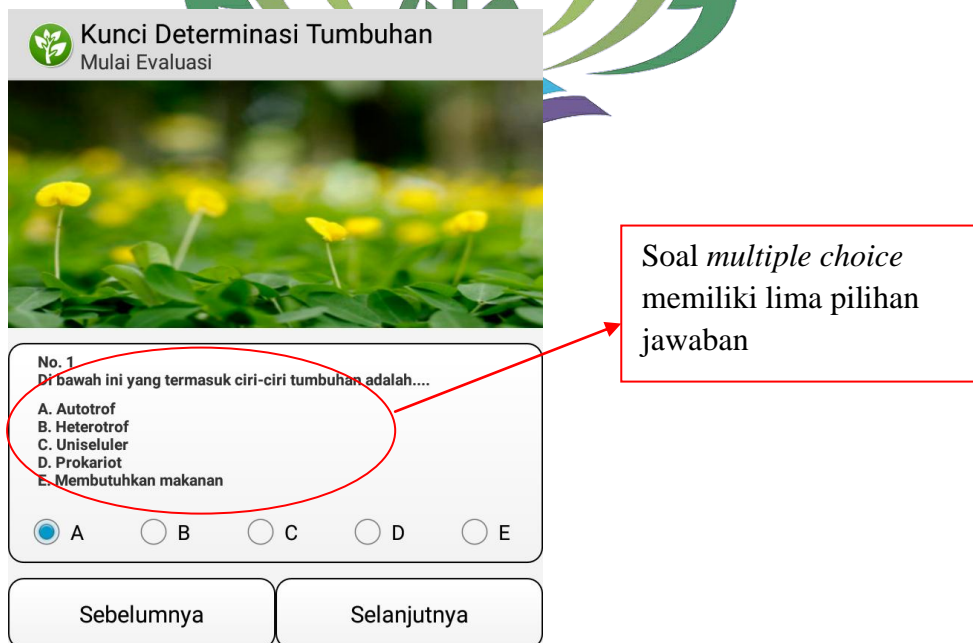 Kunci Determinasi Tumbuhan
Mulai Evaluasi
No. 1
Di bawah ini yang termasuk ciri-ciri tumbuhan adalah....
A. Autotrof
B. Heterotrof
C. Uniseluler
D. Prokariot
E. Membutuhkan makanan
A B C D E
Sebelumnya Selanjutnya
Soal multiple choice
memiliki lima pilihan
jawaban